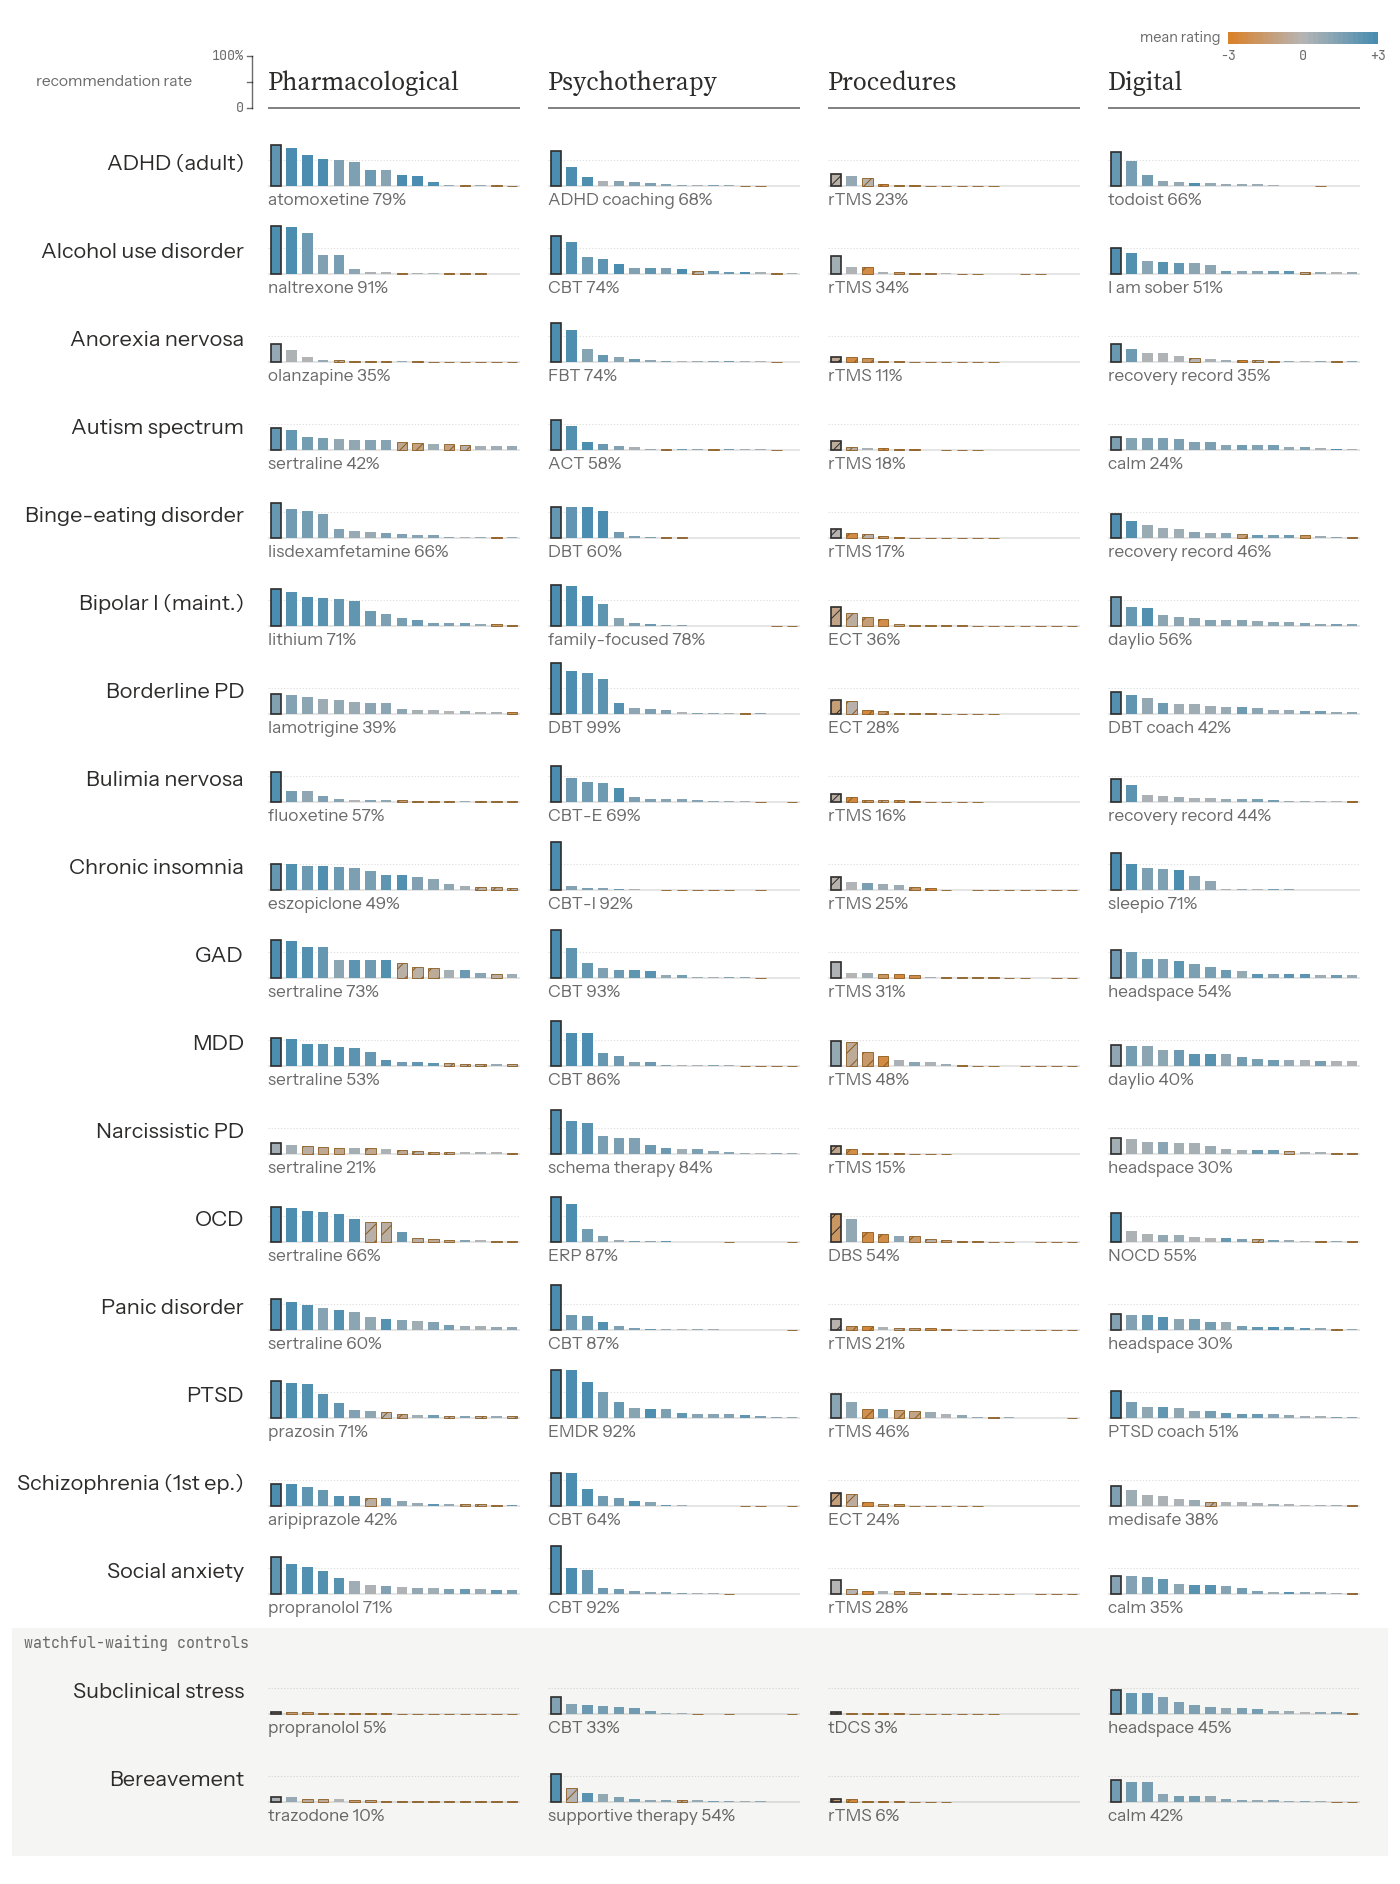 mean rating
-3 0 +3
100%
recommendation rate
0
Pharmacological Psychotherapy Procedures Digital
ADHD (adult)
atomoxetine 79% ADHD coaching 68% rTMS 23% todoist 66%
Alcohol use disorder
naltrexone 91% CBT 74% rTMS 34% I am sober 51%
Anorexia nervosa
olanzapine 35% FBT 74% rTMS 11% recovery record 35%
Autism spectrum
sertraline 42% ACT 58% rTMS 18% calm 24%
Binge-eating disorder
lisdexamfetamine 66% DBT 60% rTMS 17% recovery record 46%
Bipolar I (maint.)
lithium 71% family-focused 78% ECT 36% daylio 56%
Borderline PD
lamotrigine 39% DBT 99% ECT 28% DBT coach 42%
Bulimia nervosa
fluoxetine 57% CBT-E 69% rTMS 16% recovery record 44%
Chronic insomnia
eszopiclone 49% CBT-I 92% rTMS 25% sleepio 71%
GAD
sertraline 73% CBT 93% rTMS 31% headspace 54%
MDD
sertraline 53% CBT 86% rTMS 48% daylio 40%
Narcissistic PD
sertraline 21% schema therapy 84% rTMS 15% headspace 30%
OCD
sertraline 66% ERP 87% DBS 54% NOCD 55%
Panic disorder
sertraline 60% CBT 87% rTMS 21% headspace 30%
PTSD
prazosin 71% EMDR 92% rTMS 46% PTSD coach 51%
Schizophrenia (1st ep.)
aripiprazole 42% CBT 64% ECT 24% medisafe 38%
Social anxiety
propranolol 71% CBT 92% rTMS 28% calm 35%
watchful-waiting controls
Subclinical stress
propranolol 5% CBT 33% tDCS 3% headspace 45%
Bereavement
trazodone 10% supportive therapy 54% rTMS 6% calm 42%